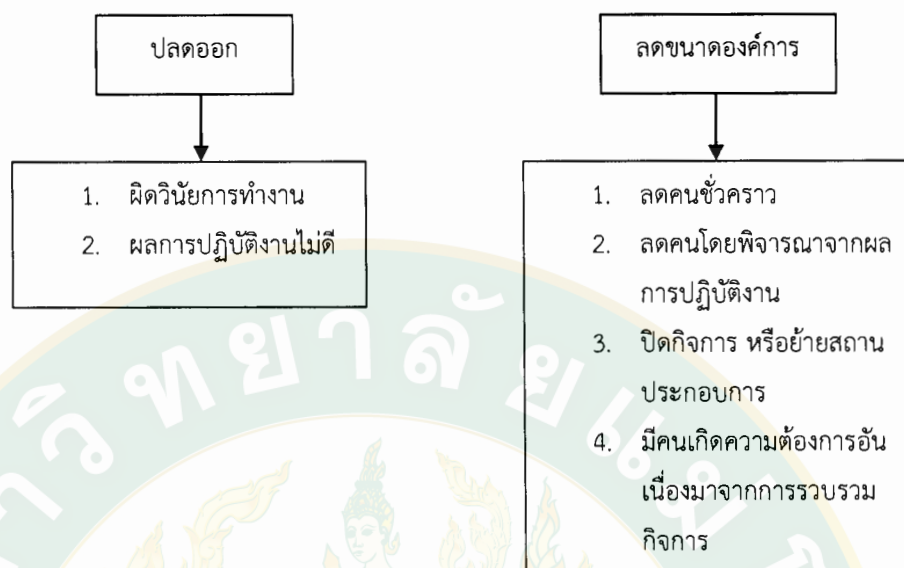 ปลดออก
1. ผิดวินัยการทำงาน
2. ผลการปฏิบัติงานไม่ดี
ลดขนาดองค์การ
1. ลดคนชั่วคราว
2. ลดคนโดยพิจารณาจากผล
การปฏิบัติงาน
3. ปิดกิจการ หรือย้ายสถาน
ประกอบการ
4. มีคนเกิดความต้องการอัน
เนื่องมาจากการรวบรวม
กิจการ